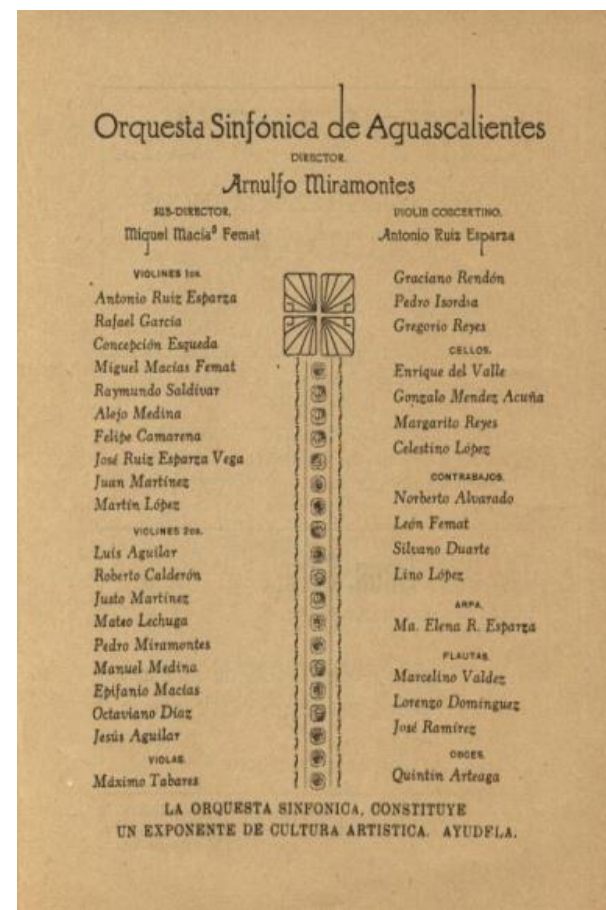 Orquesta Sinfónica de Aguascalientes
DIRECTOR.
Arnulfo Miramontes
SUB-DIRECTOR.
Miguel Macías Femat
VIOLIN CONCERTINO.
Antonio Ruiz Esparza
VIOLINES 1os.
Antonio Ruiz Esparza
Rafael García
Concepción Esqueda
Miguel Macías Femat
Raymundo Saldivar
Alejo Medina
Felipe Camarena
José Ruiz Esparza Vega
Juan Martínez
Martín López
VIOLINES 2os.
Luis Aguilar
Roberto Calderón
Justo Martínez
Mateo Lechuga
Pedro Miramontes
Manuel Medina
Epifanio Macías
Octaviano Díaz
Jesús Aguilar
VIOLAS
Máximo Tabares
Graciano Rendón
Pedro Isordia
Gregorio Reyes
CELLOS.
Enrique del Valle
Gonzalo Mendez Acuña
Margarito Reyes
Celestino López
CONTRABAJOS.
Norberto Alvarado
León Femat
Silvano Duarte
Lino López
ARPA.
Ma. Elena R. Esparza
FLAUTAS.
Marcelino Valdez
Lorenzo Domínguez
José Ramírez
OBOES.
Quintín Arteaga
LA ORQUESTA SINFONICA, CONSTITUYE
UN EXPONENTE DE CULTURA ARTISTICA. AYUDELA.